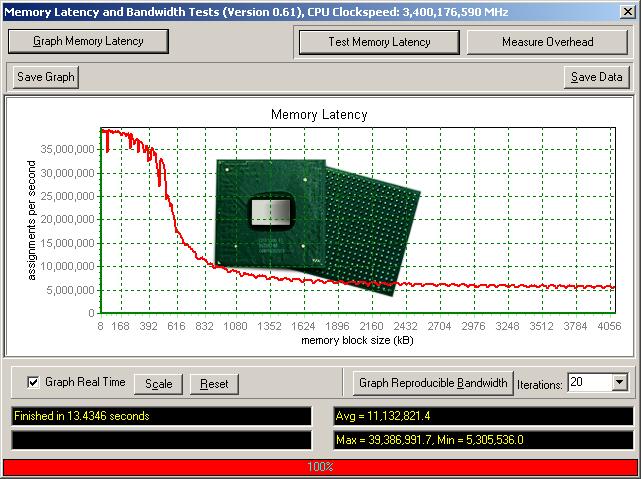 Memory Latency and Bandwidth Tests (Version 0.61), CPU Clockspeed: 3,400,176,590 MHz
Graph Memory Latency
Test Memory Latency
Measure Overhead
Save Graph
Save Data
Memory Latency
assignments per second
35,000,000
30,000,000
25,000,000
20,000,000
15,000,000
10,000,000
5,000,000
0
8 168 392 616 832 1080 1352 1624 1896 2160 2432 2704 2976 3248 3512 3784 4056
memory block size (kB)
Graph Real Time
Scale
Reset
Graph Reproducible Bandwidth
Iterations:
20
Finished in 13.4346 seconds
Avg = 11,132,821.4
Max = 39,386,991.7, Min = 5,305,536.0
100%